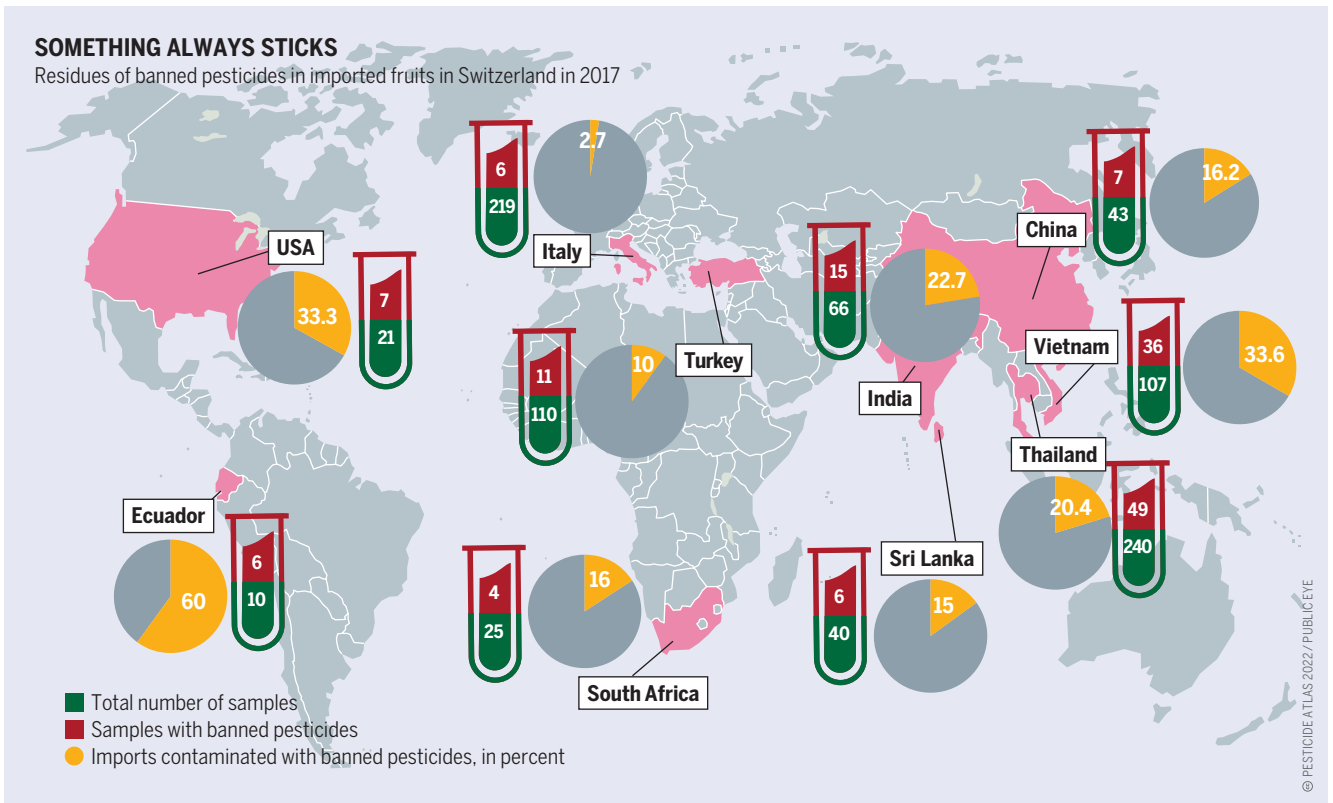 SOMETHING ALWAYS STICKS
Residues of banned pesticides in imported fruits in Switzerland in 2017
6
219
2.7
Italy
7
43
16.2
China
USA
33.3
7
21
15
66
22.7
India
11
110
10
Turkey
Vietnam
36
107
33.6
Thailand
20.4
49
240
Ecuador
60
6
10
4
25
16
South Africa
6
40
Sri Lanka
15
Total number of samples
Samples with banned pesticides
Imports contaminated with banned pesticides, in percent
PESTICIDE ATLAS 2022 / PUBLIC EYE